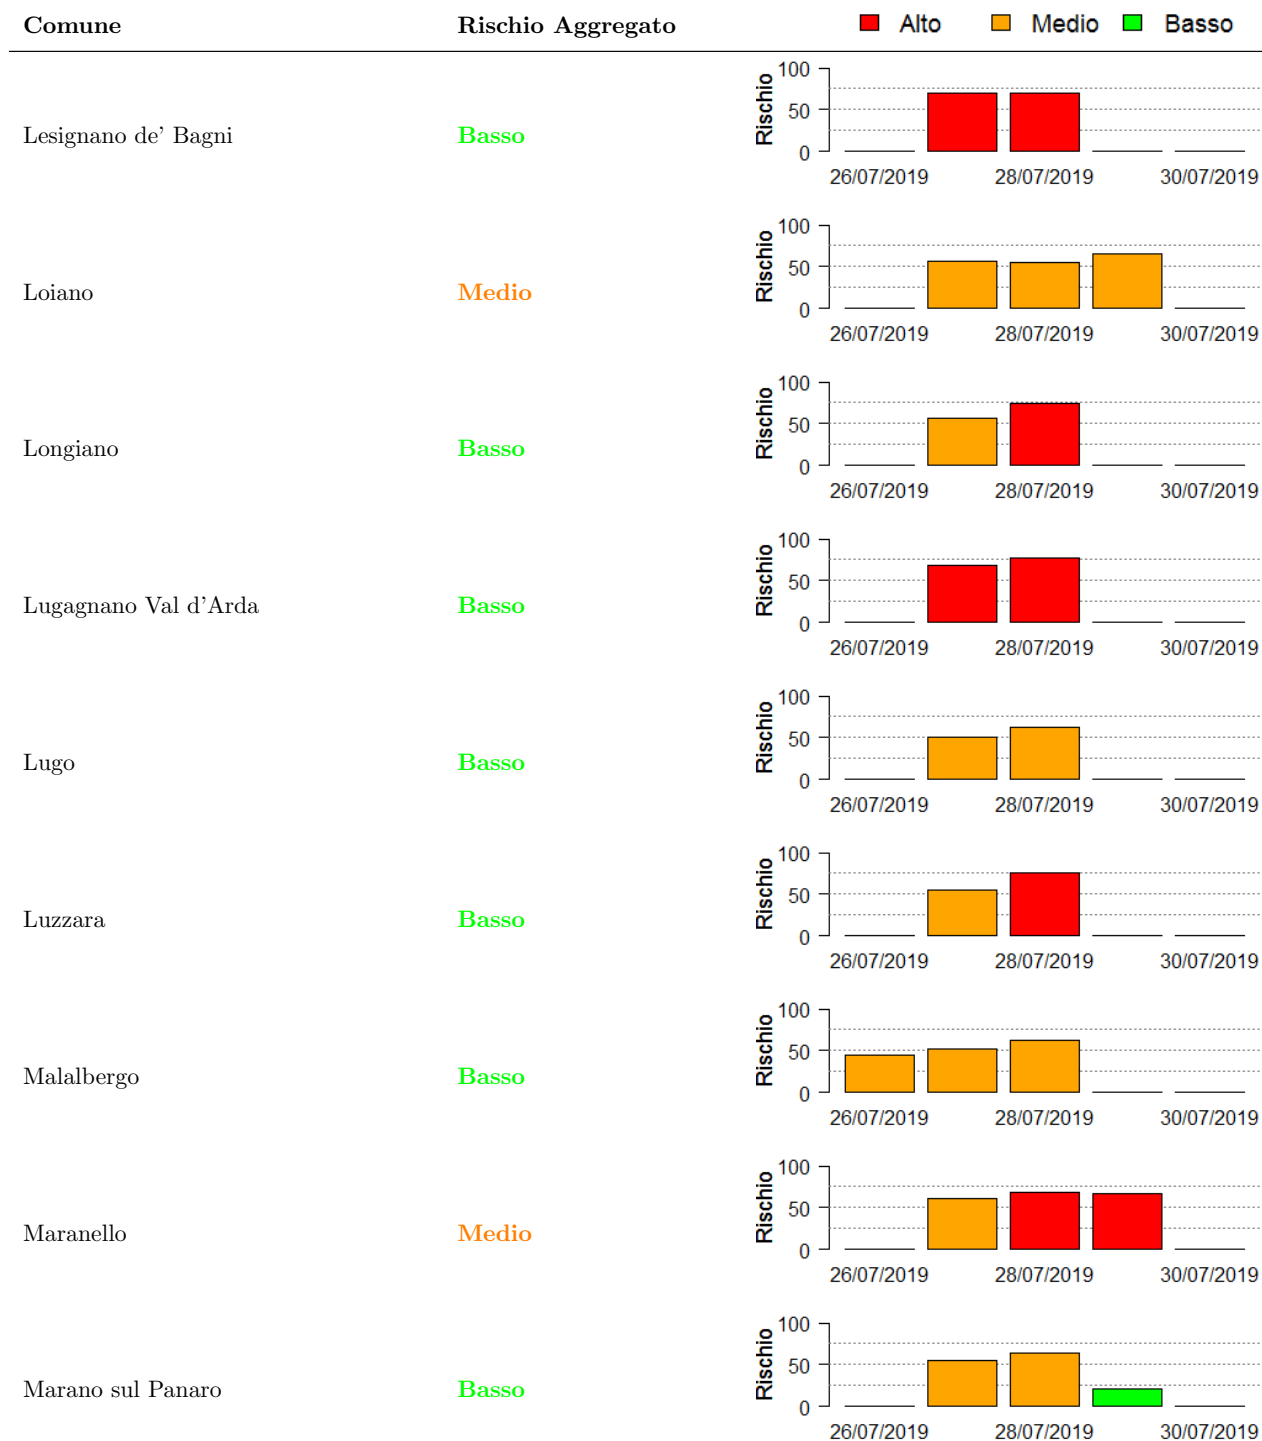 Comune Rischio Aggregato Alto Medio Basso
100
50
0
Rischio
Lesignano de' Bagni Basso
26/07/2019 28/07/2019 30/07/2019
100
50
0
Rischio
Loiano Medio
26/07/2019 28/07/2019 30/07/2019
100
50
0
Rischio
Longiano Basso
26/07/2019 28/07/2019 30/07/2019
100
50
0
Rischio
Lugagnano Val d'Arda Basso
26/07/2019 28/07/2019 30/07/2019
100
50
0
Rischio
Lugo Basso
26/07/2019 28/07/2019 30/07/2019
100
50
0
Rischio
Luzzara Basso
26/07/2019 28/07/2019 30/07/2019
100
50
0
Rischio
Malalbergo Basso
26/07/2019 28/07/2019 30/07/2019
100
50
0
Rischio
Maranello Medio
26/07/2019 28/07/2019 30/07/2019
100
50
0
Rischio
Marano sul Panaro Basso
26/07/2019 28/07/2019 30/07/2019